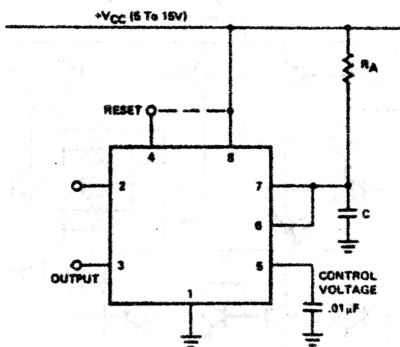 +VCC (5 To 15V)
RA
RESET
4
8
2
7
C
6
3
5
OUTPUT
CONTROL
VOLTAGE
.01μF
1